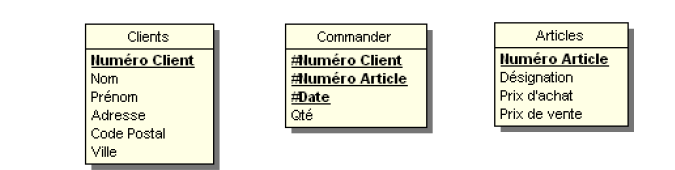 Clients
Numéro Client
Nom
Prénom
Adresse
Code Postal
Ville
Commander
#Numéro Client
#Numéro Article
#Date
Qté
Articles
Numéro Article
Désignation
Prix d'achat
Prix de vente